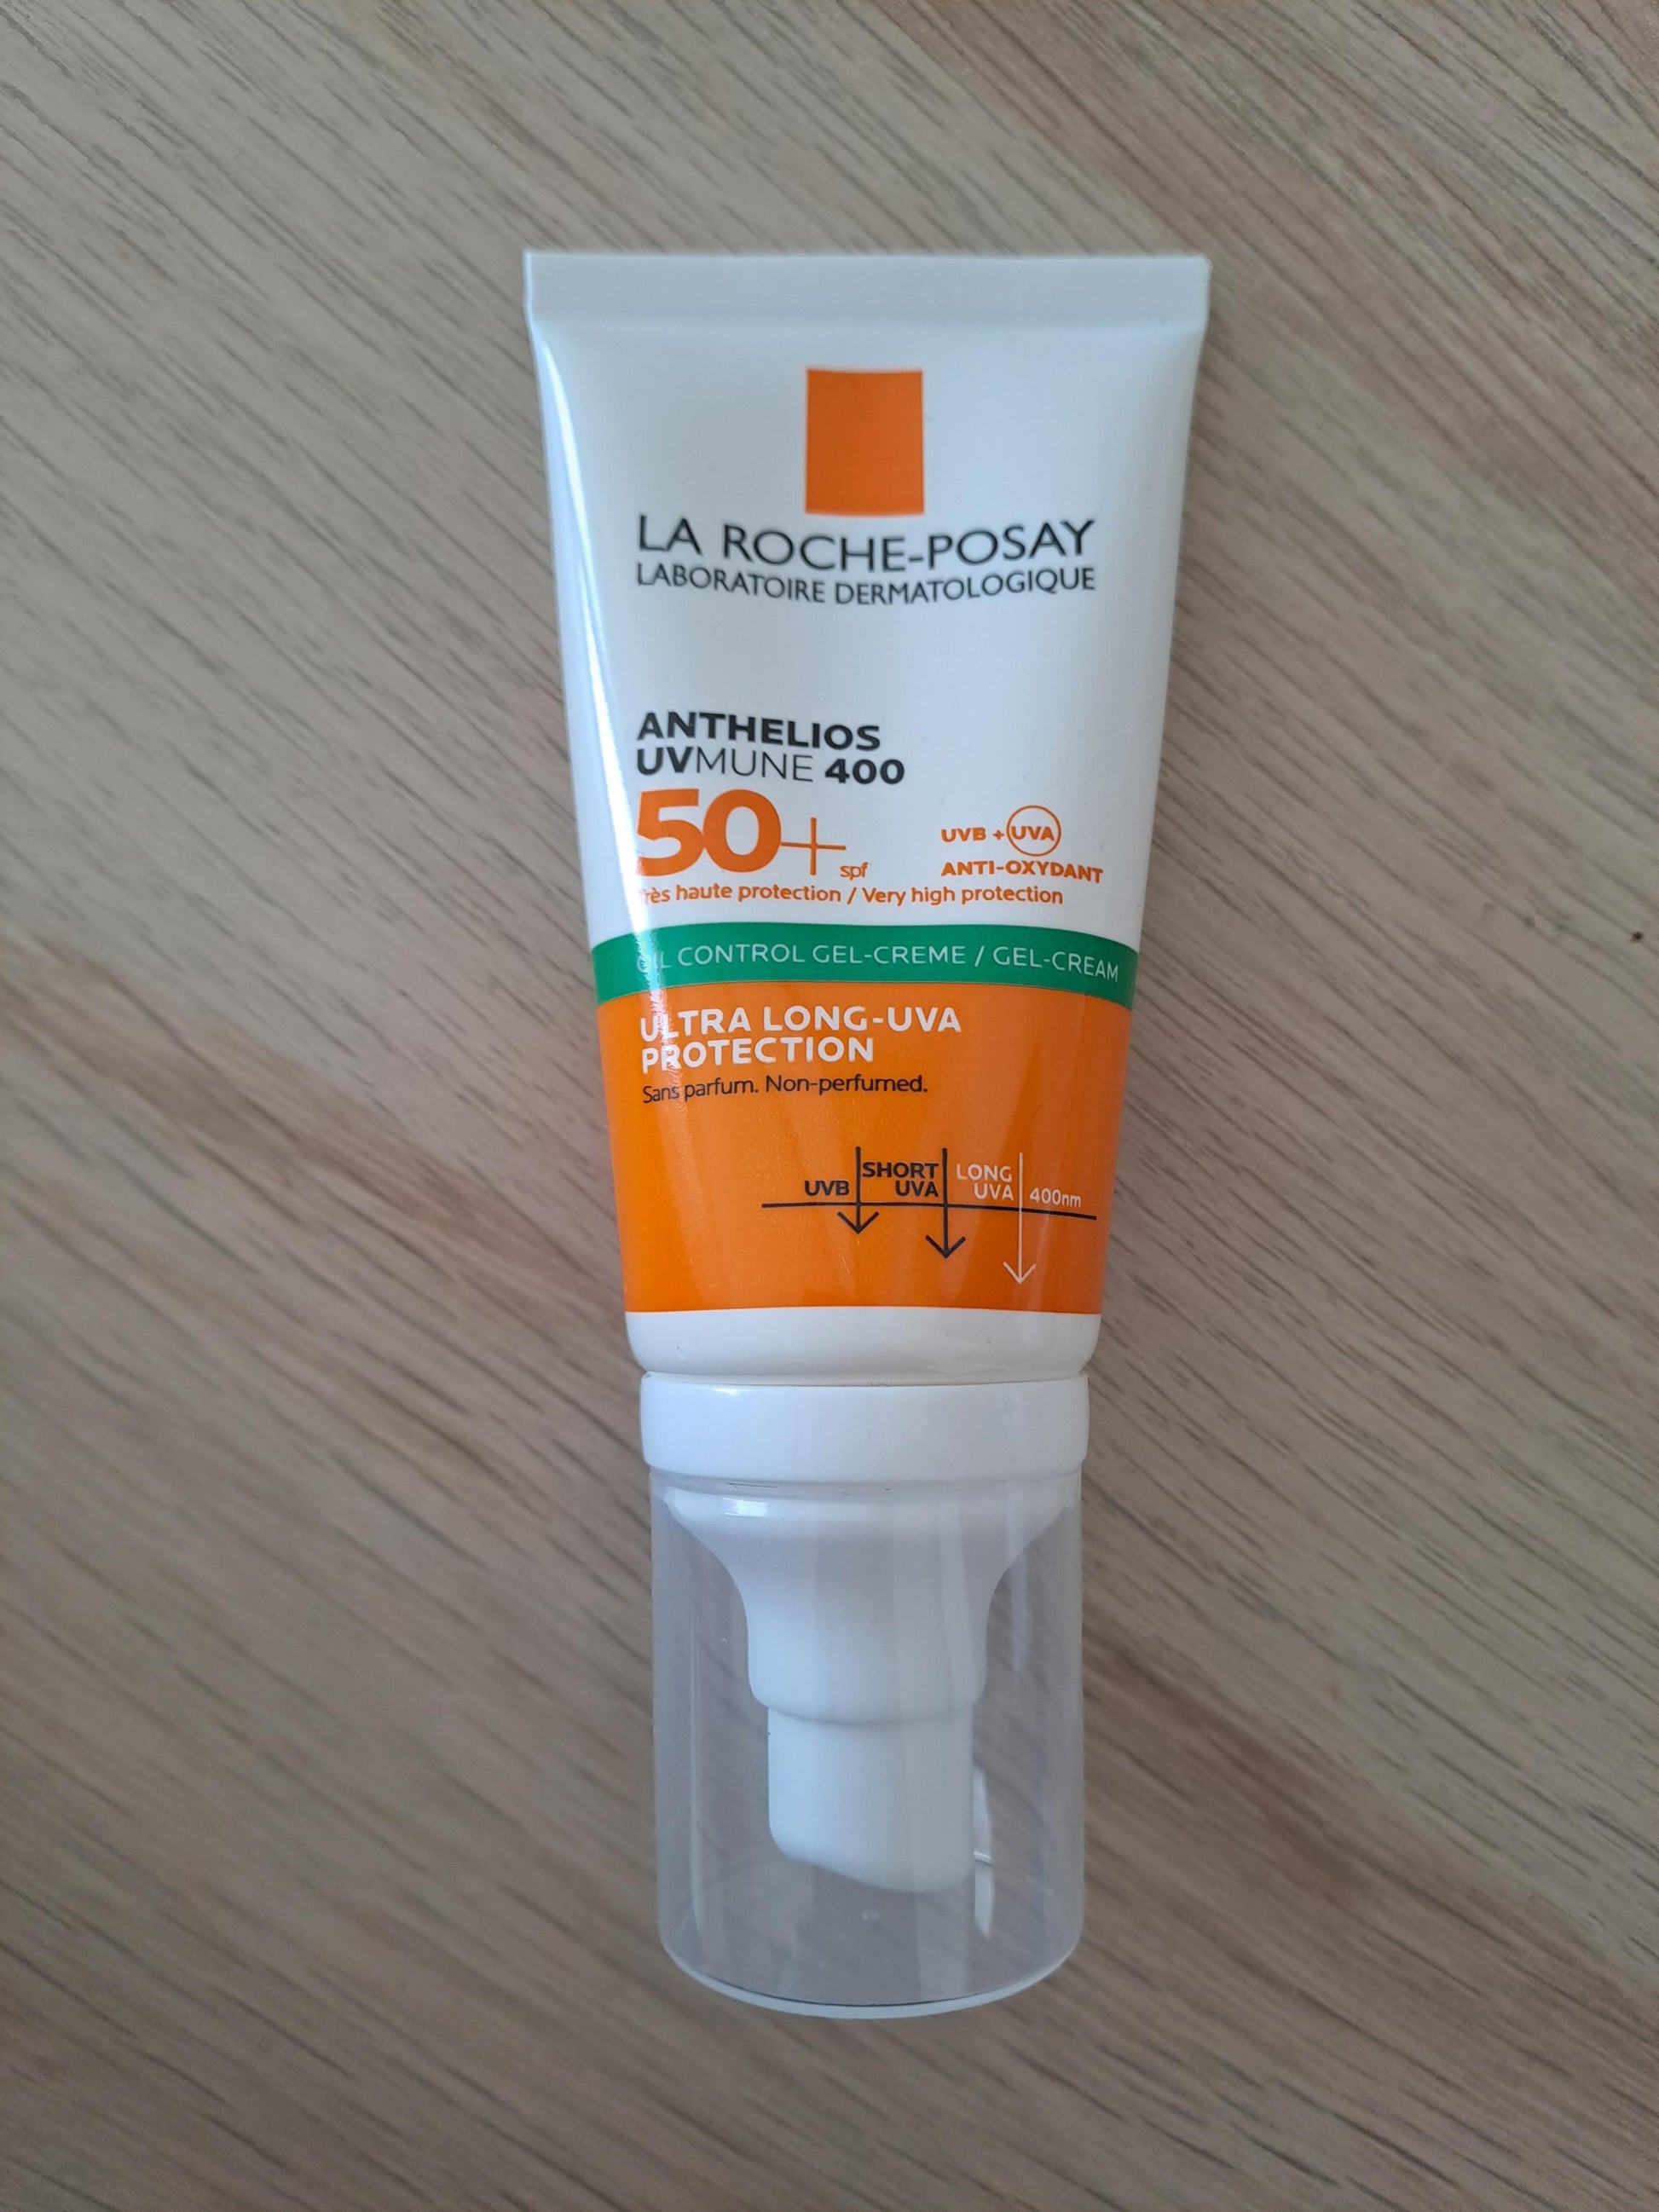 LA ROCHE-POSAY
LABORATOIRE DERMATOLOGIQUE
ANTHELIOS
UVMUNE 400
50+ spf
UVB + UVA
ANTI-OXYDANT
Très haute protection / Very high protection
OIL CONTROL GEL-CREME / GEL-CREAM
ULTRA LONG-UVA
PROTECTION
Sans parfum. Non-perfumed.
UVB
SHORT
UVA
LONG
UVA
400nm